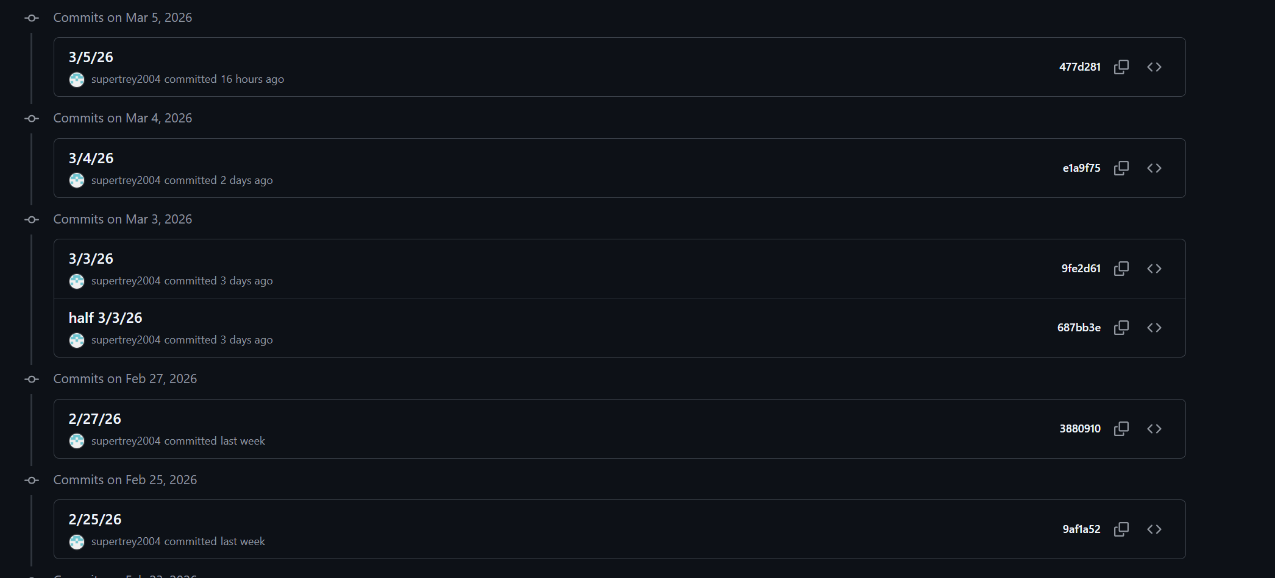 Commits on Mar 5, 2026
3/5/26
477d281
supertrey2004 committed 16 hours ago
Commits on Mar 4, 2026
3/4/26
e1a9f75
supertrey2004 committed 2 days ago
Commits on Mar 3, 2026
3/3/26
9fe2d61
supertrey2004 committed 3 days ago
half 3/3/26
687bb3e
supertrey2004 committed 3 days ago
Commits on Feb 27, 2026
2/27/26
3880910
supertrey2004 committed last week
Commits on Feb 25, 2026
2/25/26
9af1a52
supertrey2004 committed last week